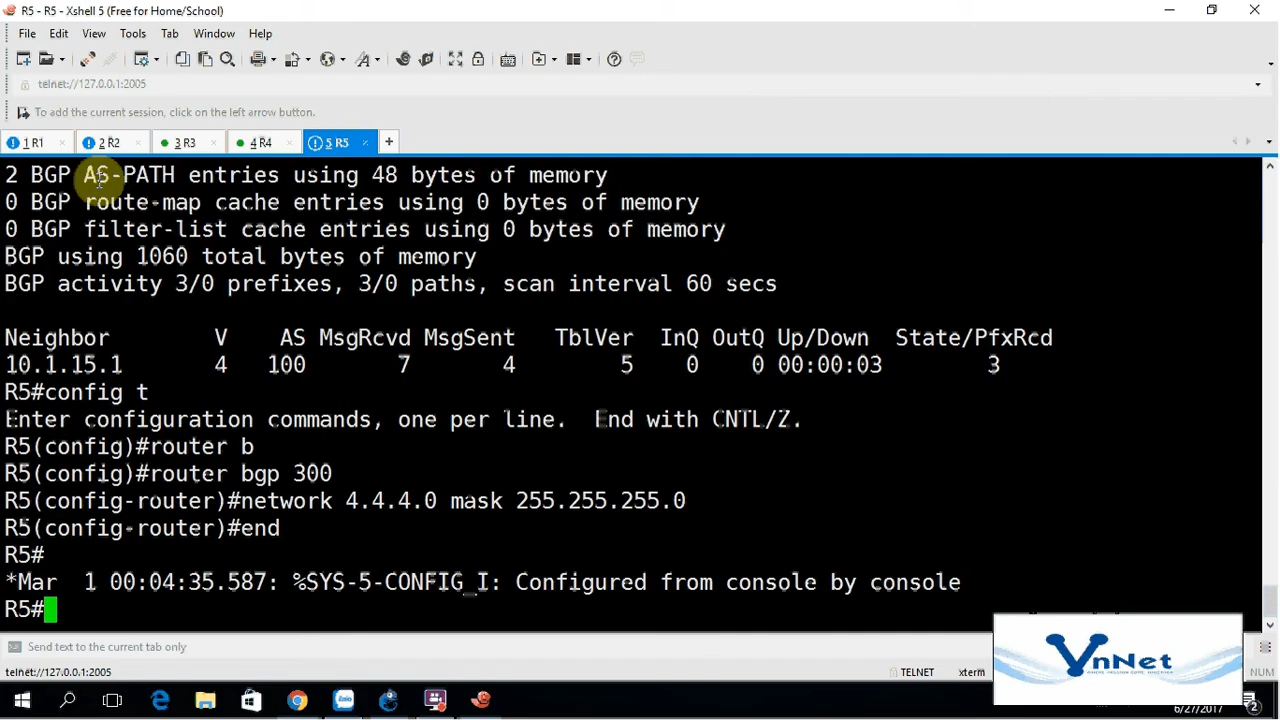 R5 - R5 - Xshell 5 (Free for Home/School)
File Edit View Tools Tab Window Help
telnet://127.0.0.1:2005
To add the current session, click on the left arrow button.
1 R1 2 R2 3 R3 4 R4 5 R5
2 BGP AS-PATH entries using 48 bytes of memory
0 BGP route-map cache entries using 0 bytes of memory
0 BGP filter-list cache entries using 0 bytes of memory
BGP using 1060 total bytes of memory
BGP activity 3/0 prefixes, 3/0 paths, scan interval 60 secs
Neighbor V AS MsgRcvd MsgSent TblVer InQ OutQ Up/Down State/PfxRcd
10.1.15.1 4 100 7 4 5 0 0 00:00:03 3
R5#config t
Enter configuration commands, one per line. End with CNTL/Z.
R5(config)#router b
R5(config)#router bgp 300
R5(config-router)#network 4.4.4.0 mask 255.255.255.0
R5(config-router)#end
R5#
*Mar 1 00:04:35.587: %SYS-5-CONFIG_I: Configured from console by console
R5#
Send text to the current tab only
telnet://127.0.0.1:2005 TELNET xterm NUM
VnNet
6/27/2017 2